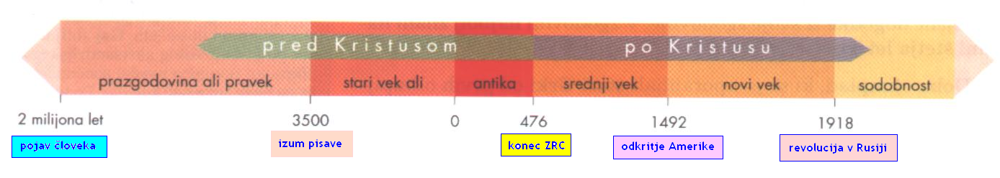 pred Kristusom po Kristusu
prazgodovina ali pravek stari vek ali antika srednji vek novi vek sodobnost
2 milijona let 3500 0 476 1492 1918
pojav človeka izum pisave konec ZRC odkritje Amerike revolucija v Rusiji